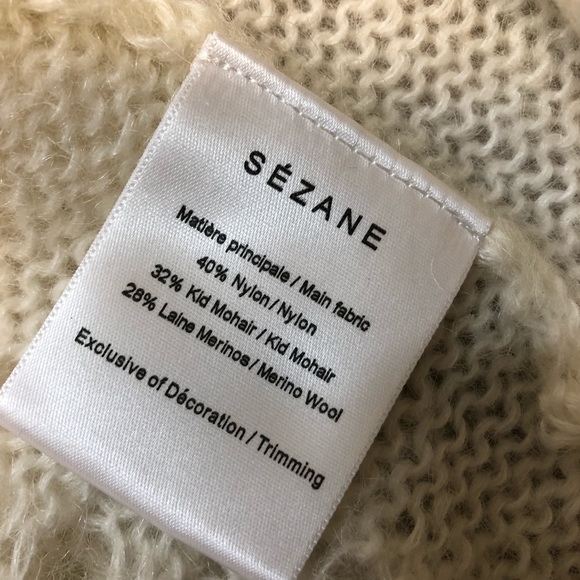 SÉZANE
Matière principale / Main fabric
40% Nylon / Nylon
32% Kid Mohair / Kid Mohair
28% Laine Merinos / Merino Wool
Exclusive of Décoration / Trimming